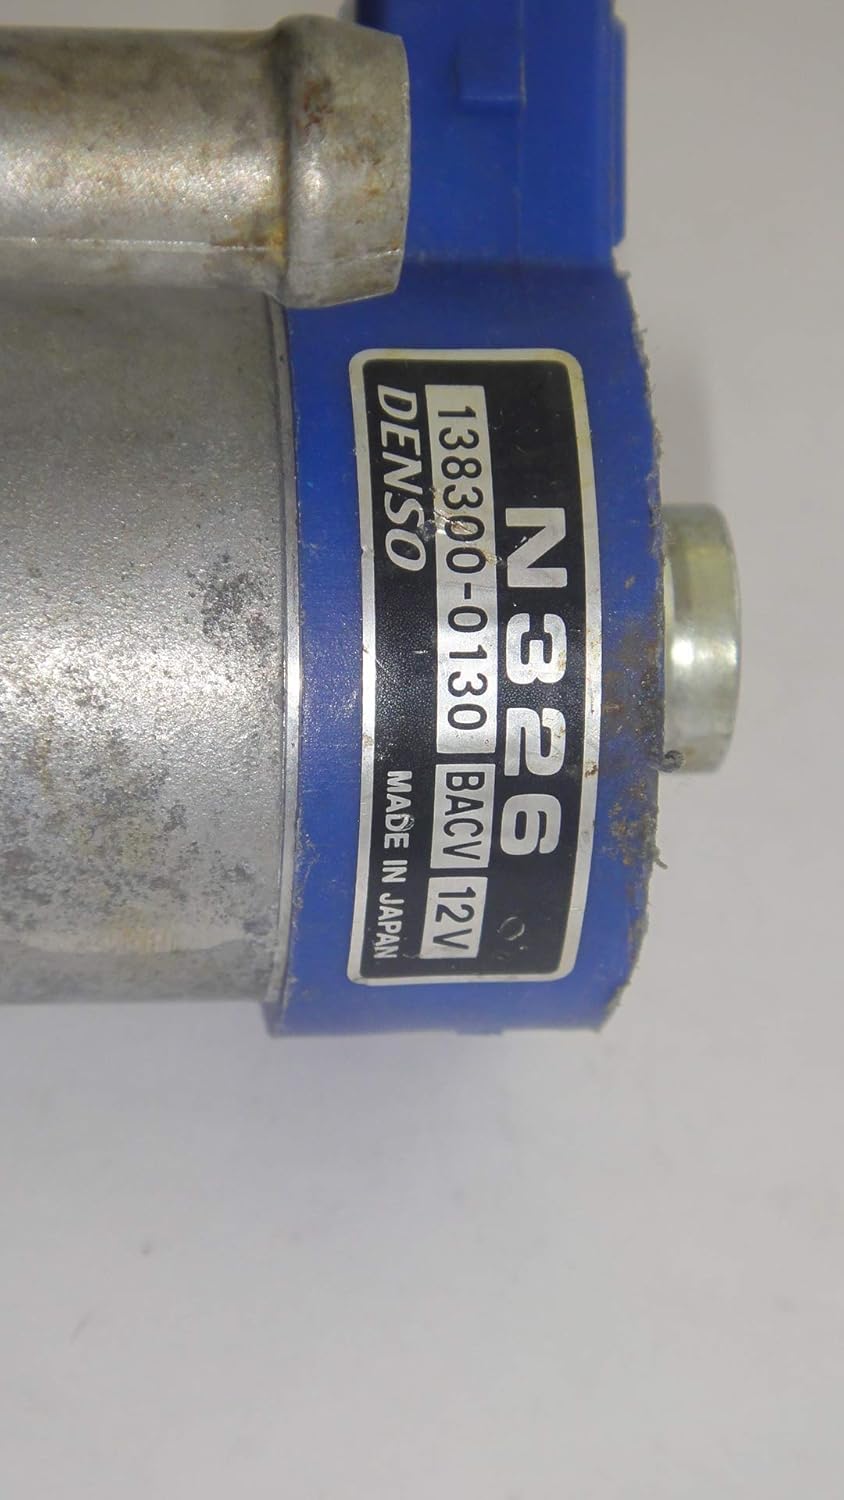 N326
138300-0130 BACV 12V
DENSO MADE IN JAPAN